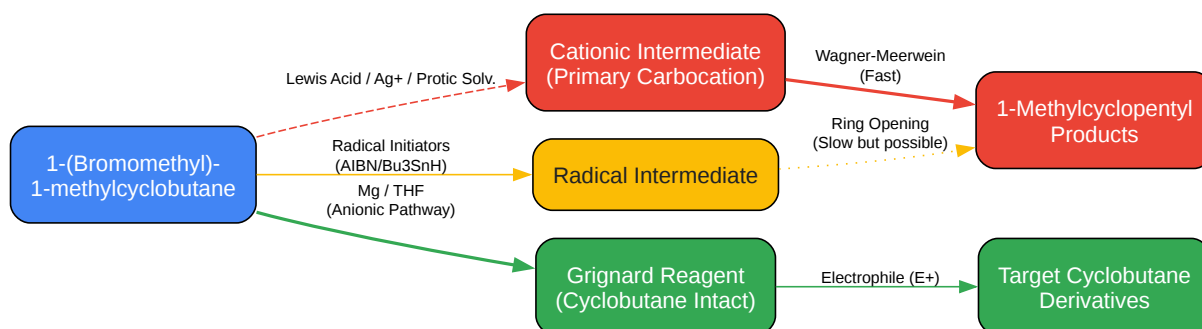 Cationic Intermediate
(Primary Carbocation)
Wagner-Meerwein
(Fast)
Lewis Acid / Ag+ / Protic Solv.
1-Methylcyclopentyl
Products
1-(Bromomethyl)-
1-methylcyclobutane
Radical Initiators
(AIBN/Bu3SnH)
Radical Intermediate
Ring Opening
(Slow but possible)
Mg / THF
(Anionic Pathway)
Grignard Reagent
(Cyclobutane Intact)
Electrophile (E+)
Target Cyclobutane
Derivatives